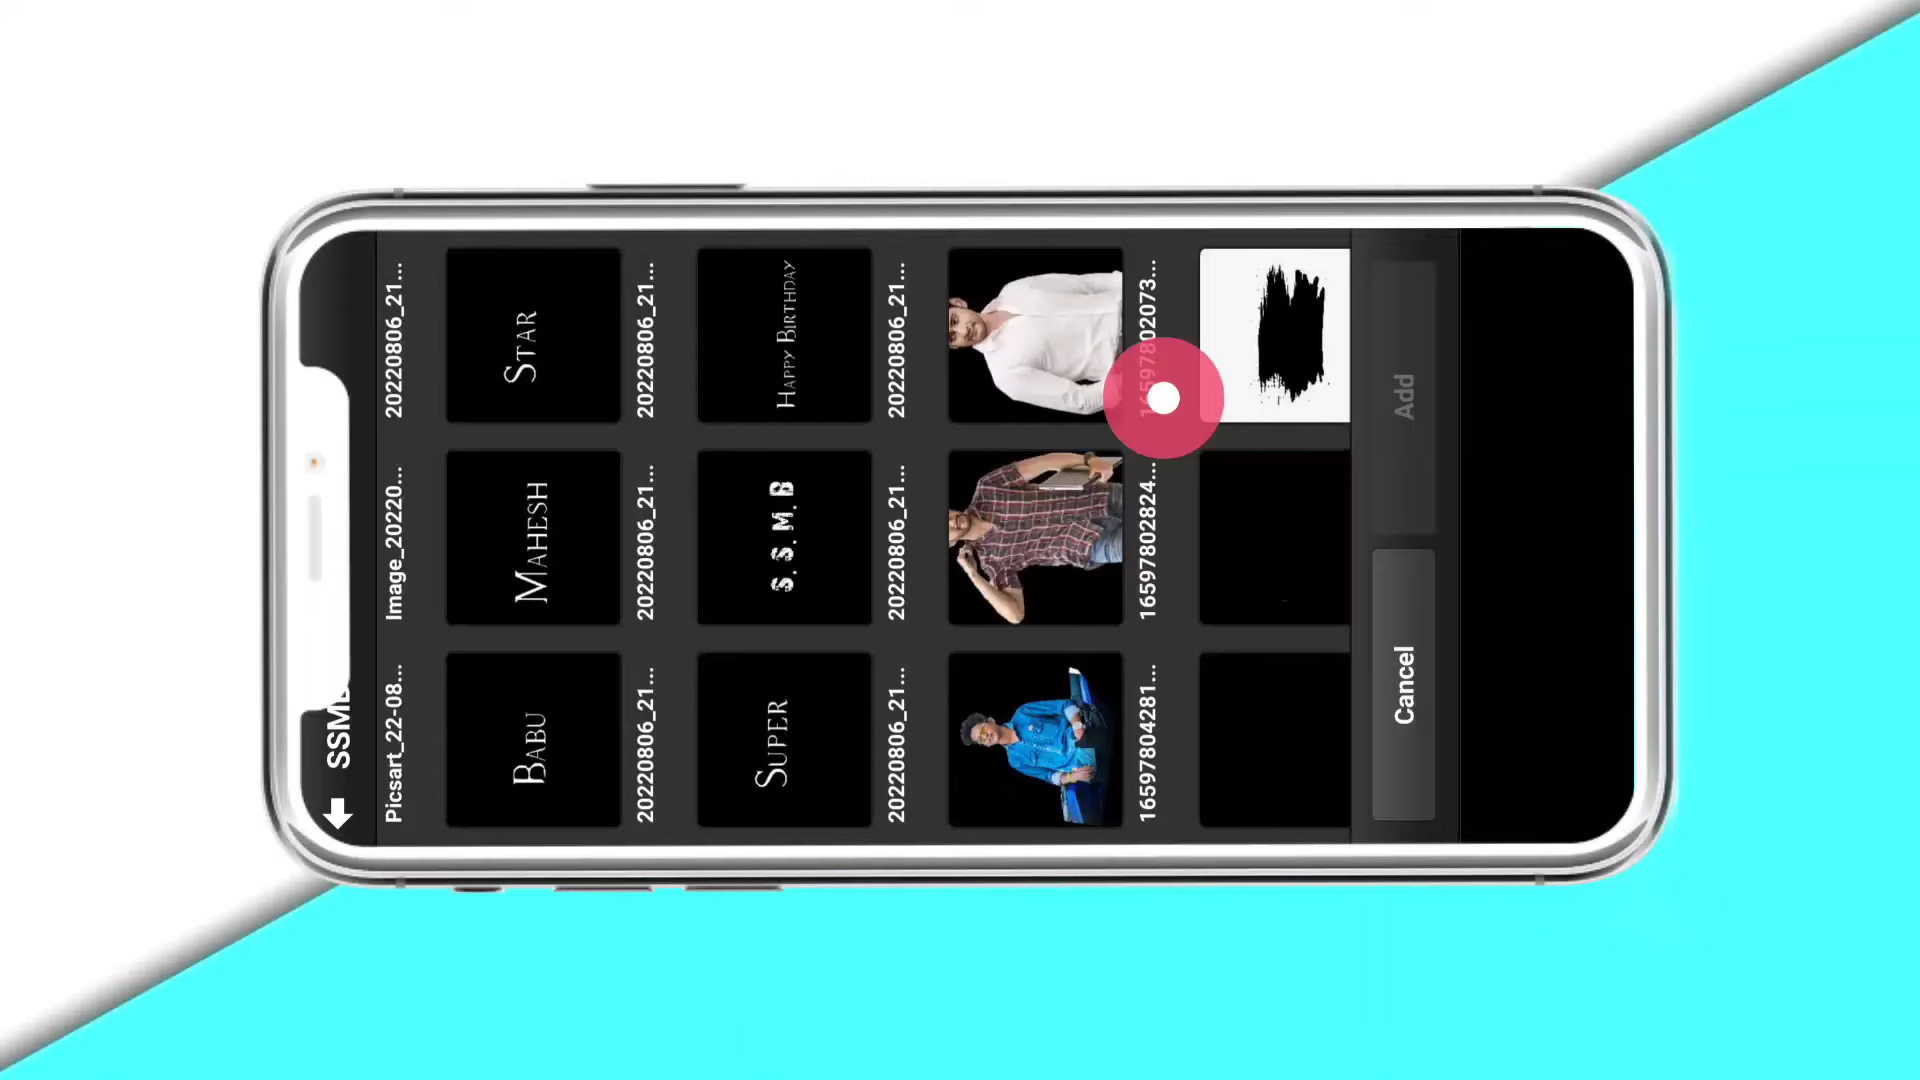 SSMB
Picsart_22-08... Image_20220... 20220806_21...
BABU MAHESH STAR
20220806_21... 20220806_21... 20220806_21...
SUPER S.S.M.B HAPPY BIRTHDAY
20220806_21... 20220806_21... 20220806_21...
16597804281... 16597802824... 16597802073...
Cancel Add